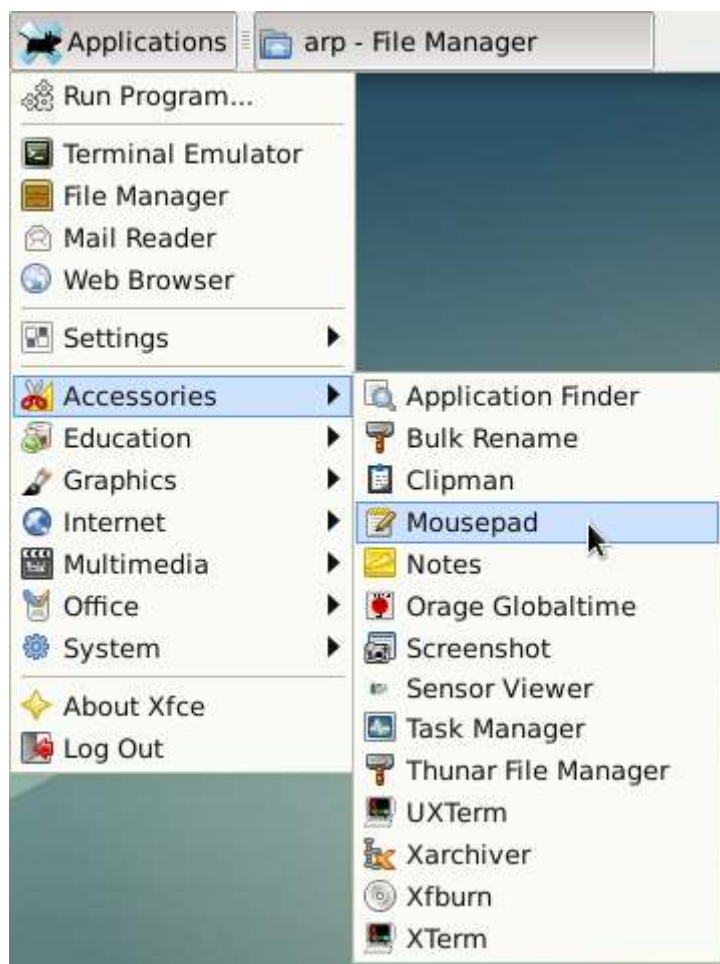 Applications
arp - File Manager
Run Program...
Terminal Emulator
File Manager
Mail Reader
Web Browser
Settings
Accessories
Education
Graphics
Internet
Multimedia
Office
System
About Xfce
Log Out
Application Finder
Bulk Rename
Clipman
Mousepad
Notes
Orage Globaltime
Screenshot
Sensor Viewer
Task Manager
Thunar File Manager
UXTerm
Xarchiver
Xfburn
XTerm